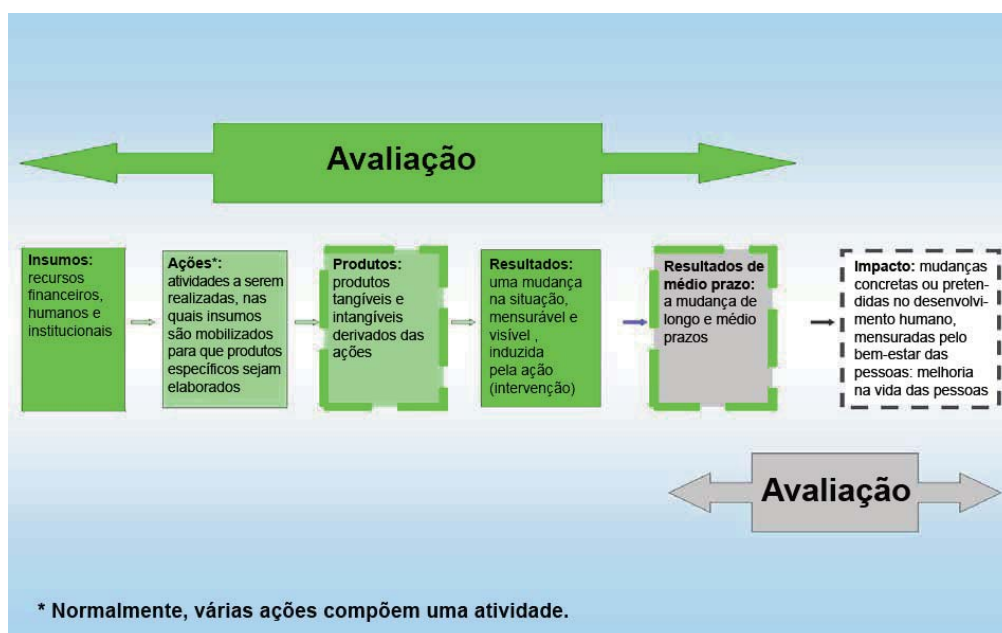 Avaliação
Insumos:
recursos
financeiros,
humanos e
institucionais
Ações*:
atividades a serem
realizadas, nas
quais insumos
são mobilizados
para que produtos
específicos sejam
elaborados
Produtos:
produtos
tangíveis e
intangíveis
derivados das
ações
Resultados:
uma mudança
na situação,
mensurável e
visível ,
induzida
pela ação
(intervenção)
Resultados de
médio prazo:
a mudança de
longo e médio
prazos
Impacto: mudanças
concretas ou preten-
didas no desenvolvi-
mento humano,
mensuradas pelo
bem-estar das
pessoas: melhoria
na vida das pessoas
Avaliação
* Normalmente, várias ações compõem uma atividade.